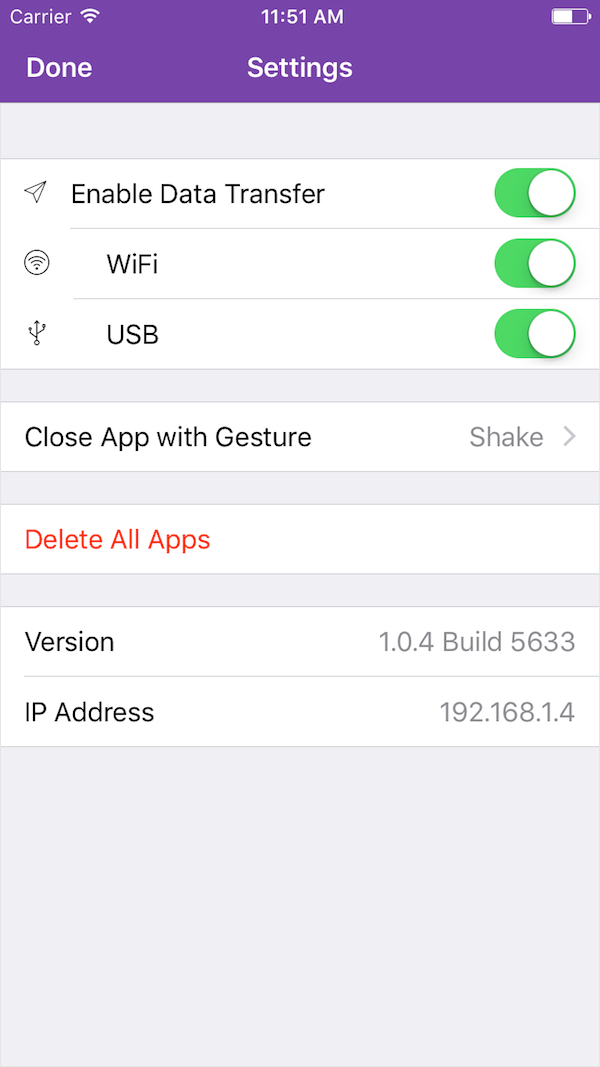 Carrier 11:51 AM
Done Settings
Enable Data Transfer
WiFi
USB
Close App with Gesture Shake
Delete All Apps
Version 1.0.4 Build 5633
IP Address 192.168.1.4